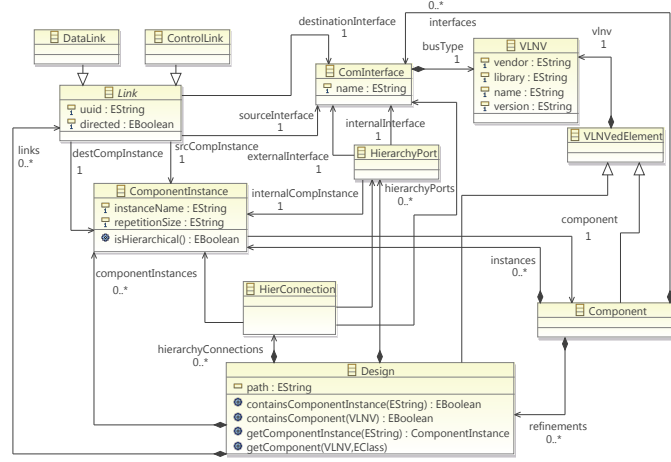 0..*
destinationInterface
1
interfaces
DataLink
ControlLink
busType
1
VLNV
vendor : EString
library : EString
name : EString
version : EString
vlnv
1
ComInterface
name : EString
Link
uuid : EString
directed : EBoolean
sourceInterface
1
internalInterface
1
VLNVedElement
links
0..*
destCompInstance
1
srcCompInstance
1
externalInterface
1
HierarchyPort
hierarchyPorts
0..*
ComponentInstance
instanceName : EString
repetitionSize : EString
isHierarchical() : EBoolean
internalCompInstance
1
component
1
componentInstances
0..*
instances
0..*
HierConnection
Component
hierarchyConnections
0..*
Design
path : EString
containsComponentInstance(EString) : EBoolean
containsComponent(VLNV) : EBoolean
getComponentInstance(EString) : ComponentInstance
getComponent(VLNV,EClass)
refinements
0..*